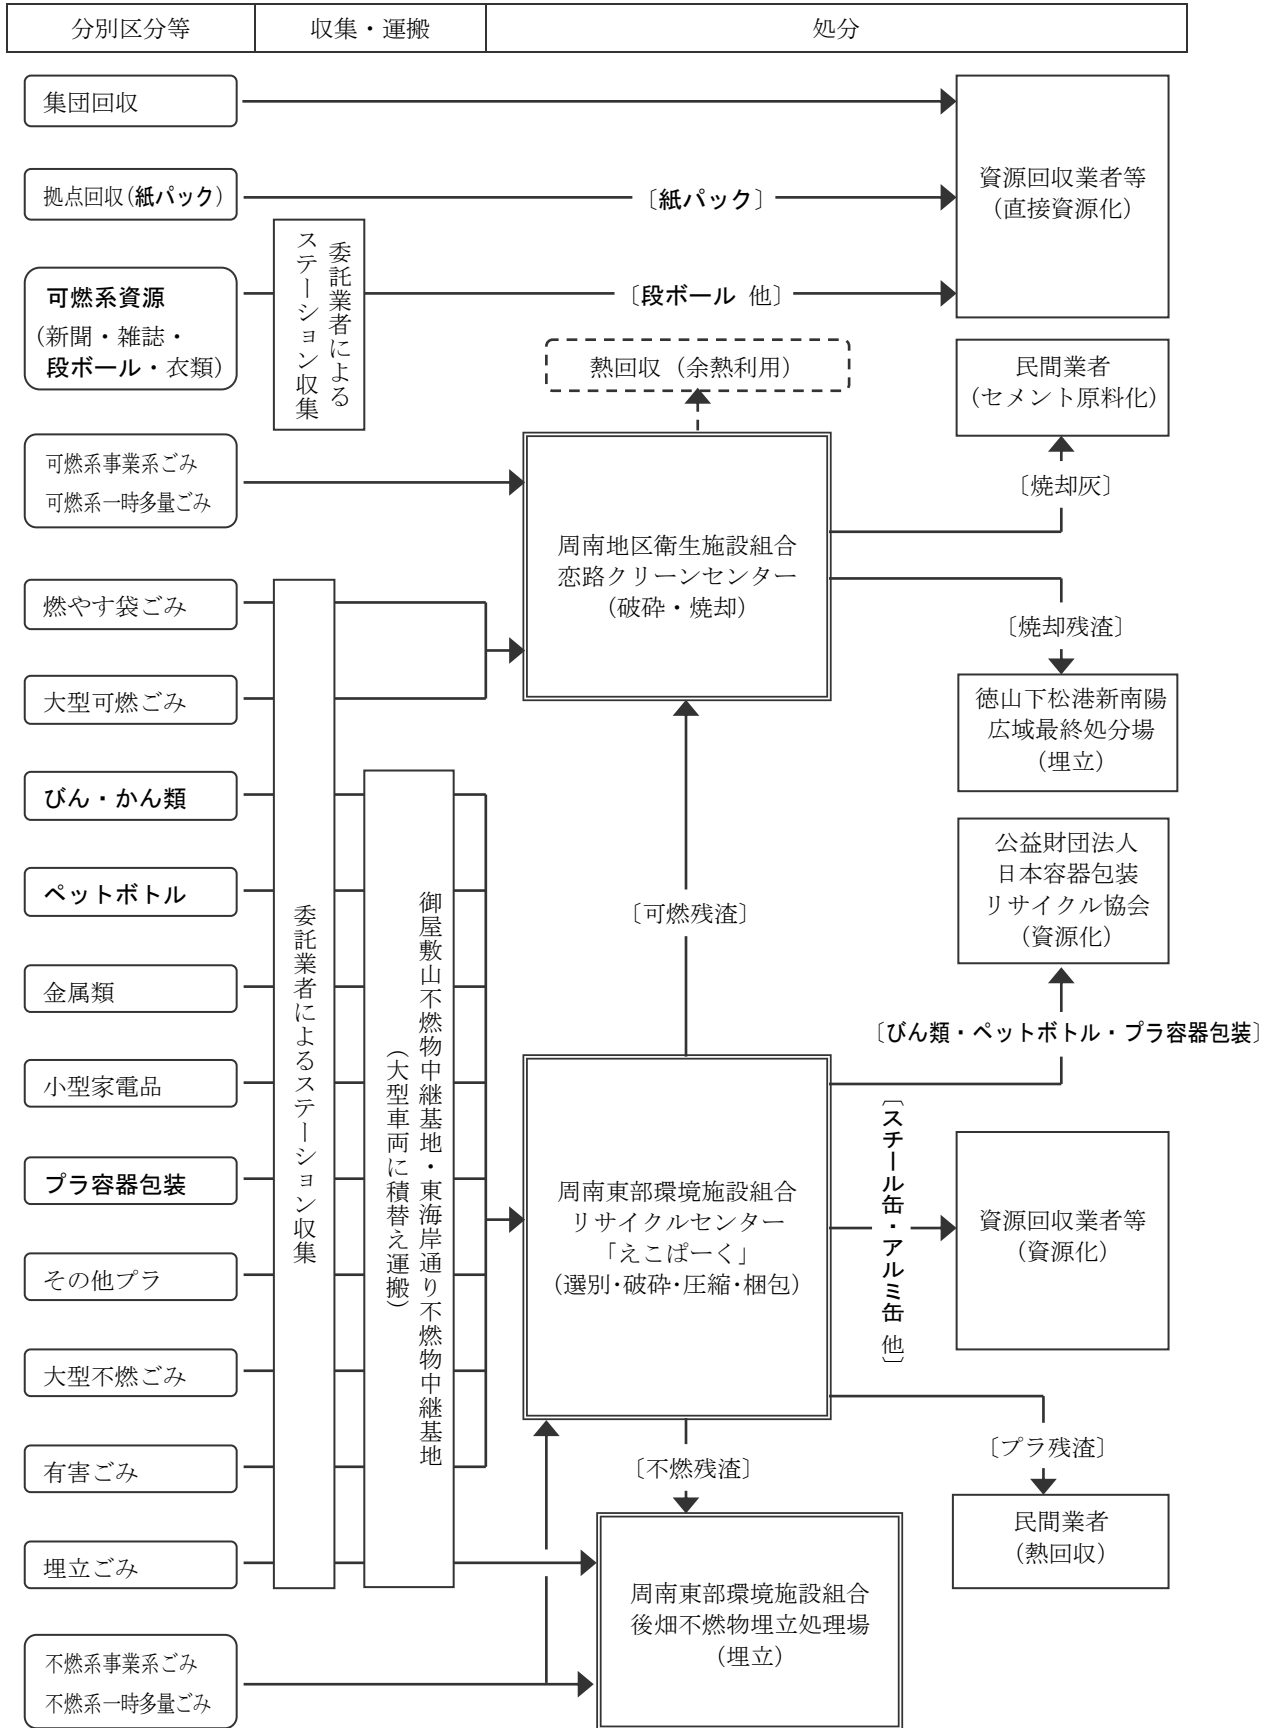 分別区分等
収集・運搬
処分
集団回収
拠点回収(紙パック)
〔紙パック〕
資源回収業者等
(直接資源化)
可燃系資源
(新聞・雑誌・
段ボール・衣類)
委託業者による
ステーション収集
〔段ボール 他〕
熱回収(余熱利用)
民間業者
(セメント原料化)
可燃系事業系ごみ
可燃系一時多量ごみ
〔焼却灰〕
周南地区衛生施設組合
恋路クリーンセンター
(破砕・焼却)
燃やす袋ごみ
〔焼却残渣〕
大型可燃ごみ
徳山下松港新南陽
広域最終処分場
(埋立)
びん・かん類
ペットボトル
金属類
小型家電品
プラ容器包装
その他プラ
大型不燃ごみ
有害ごみ
埋立ごみ
委託業者によるステーション収集
御屋敷山不燃物中継基地・東海岸通り不燃物中継基地
(大型車両に積替え運搬)
〔可燃残渣〕
公益財団法人
日本容器包装
リサイクル協会
(資源化)
〔びん類・ペットボトル・プラ容器包装〕
周南東部環境施設組合
リサイクルセンター
「えこぱーく」
(選別・破砕・圧縮・梱包)
〔スチール缶・アルミ缶 他〕
資源回収業者等
(資源化)
〔不燃残渣〕
〔プラ残渣〕
民間業者
(熱回収)
周南東部環境施設組合
後畑不燃物埋立処理場
(埋立)
不燃系事業系ごみ
不燃系一時多量ごみ